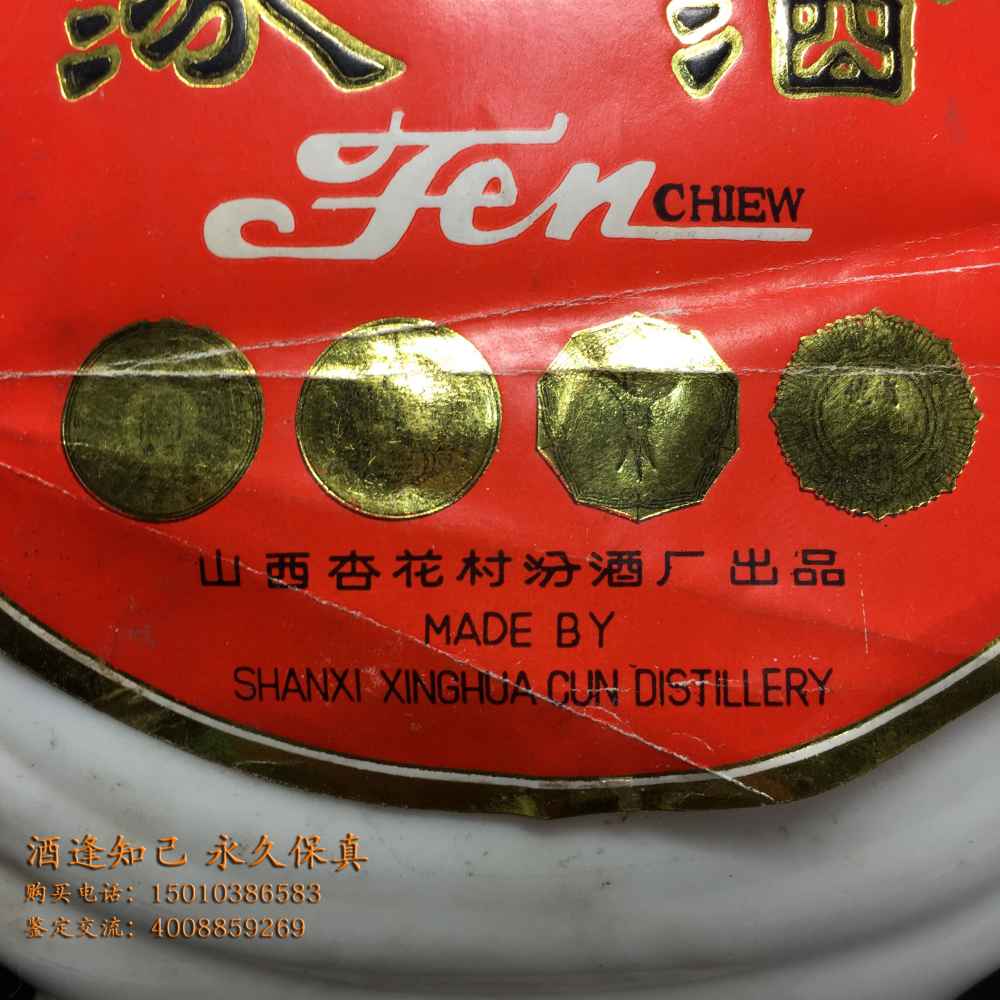 汾酒
Fen CHIEW
山西杏花村汾酒厂出品
MADE BY
SHANXI XINGHUA CUN DISTILLERY
酒逢知己 永久保真
购买电话：15010386583
鉴定交流：4008859269